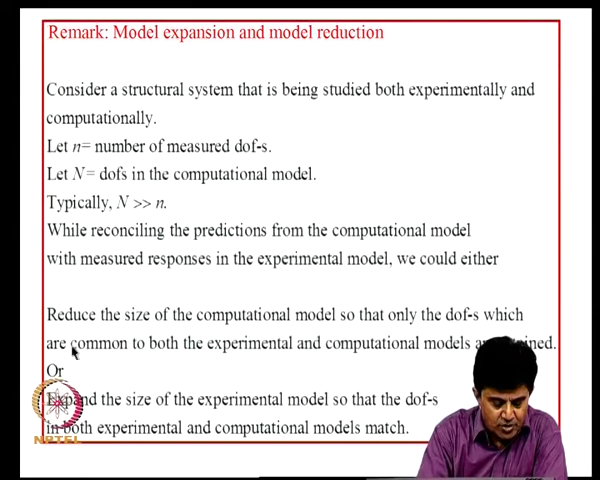 Remark: Model expansion and model reduction
Consider a structural system that is being studied both experimentally and
computationally.
Let n= number of measured dof-s.
Let N= dofs in the computational model.
Typically, N >> n.
While reconciling the predictions from the computational model
with measured responses in the experimental model, we could either
Reduce the size of the computational model so that only the dof-s which
are common to both the experimental and computational models
Or
Expand the size of the experimental model so that the dof-s
in both experimental and computational models match.
NPTEL